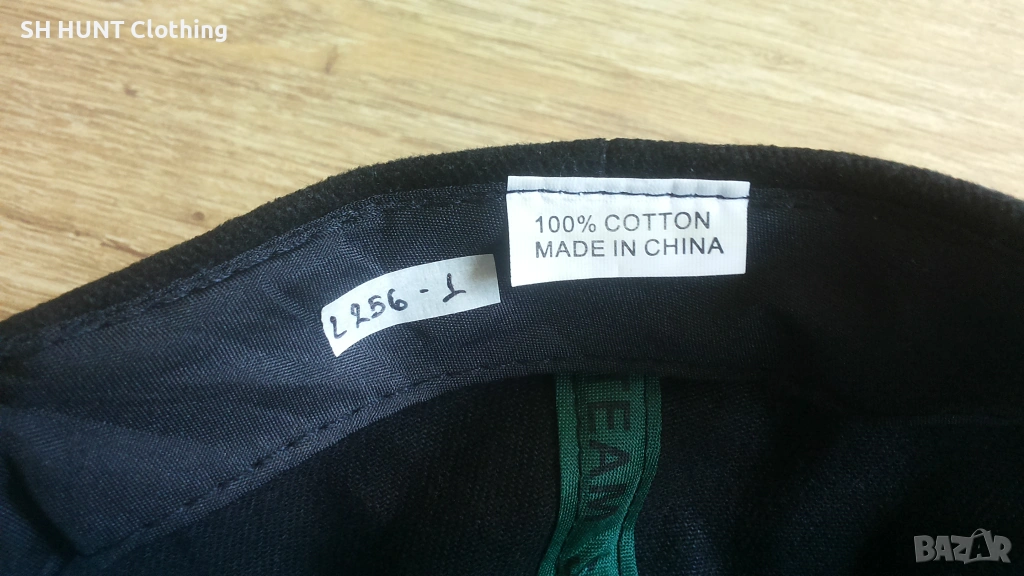 SH HUNT Clothing
100% COTTON
MADE IN CHINA
2256-1
TEAM
BAZAR